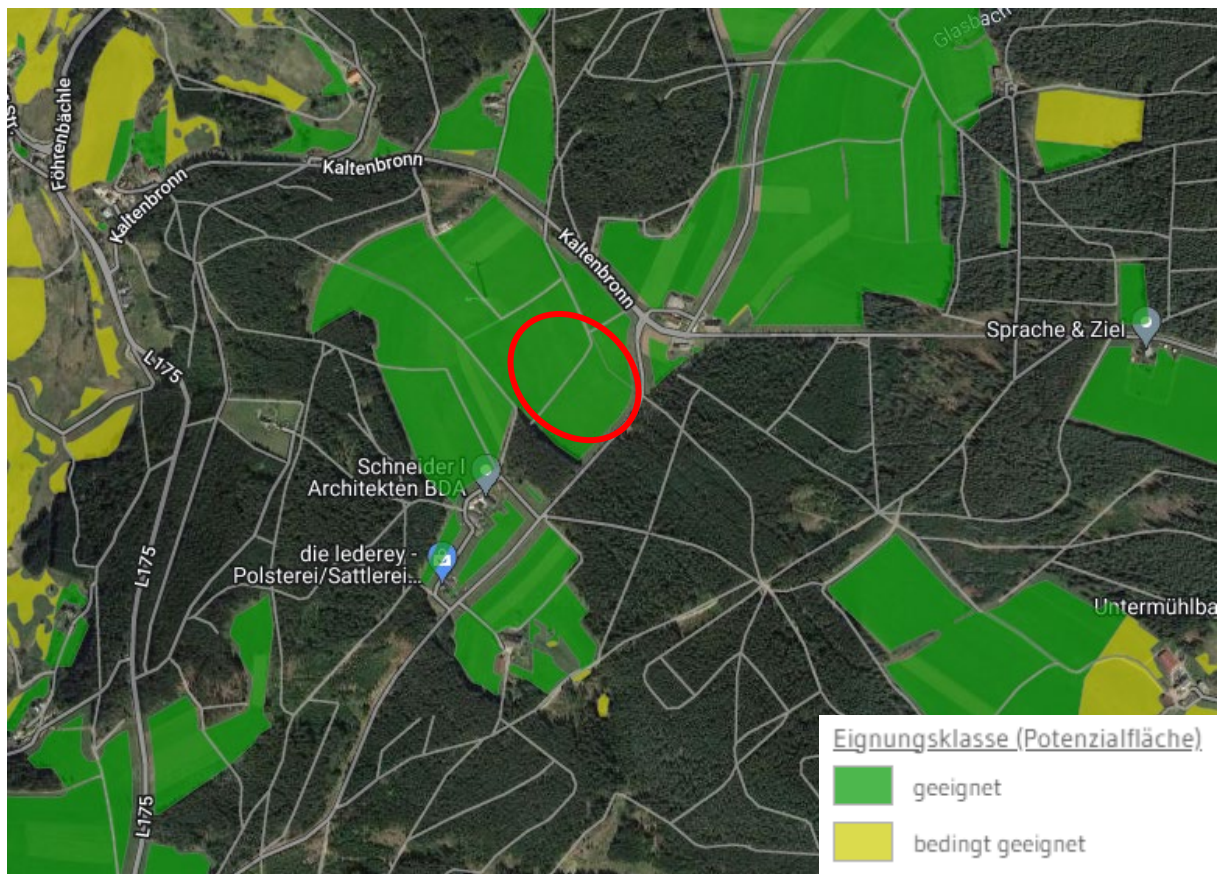 Glasbach
Föhrenbächle
Kaltenbronn
Kaltenbronn
Kaltenbronn
Sprache & Ziel
L175
Schneider I
Architekten BDA
die lederey -
Polsterei/Sattlerei...
L175
Untermühlba
L175
Eignungsklasse (Potenzialfläche)
geeignet
bedingt geeignet